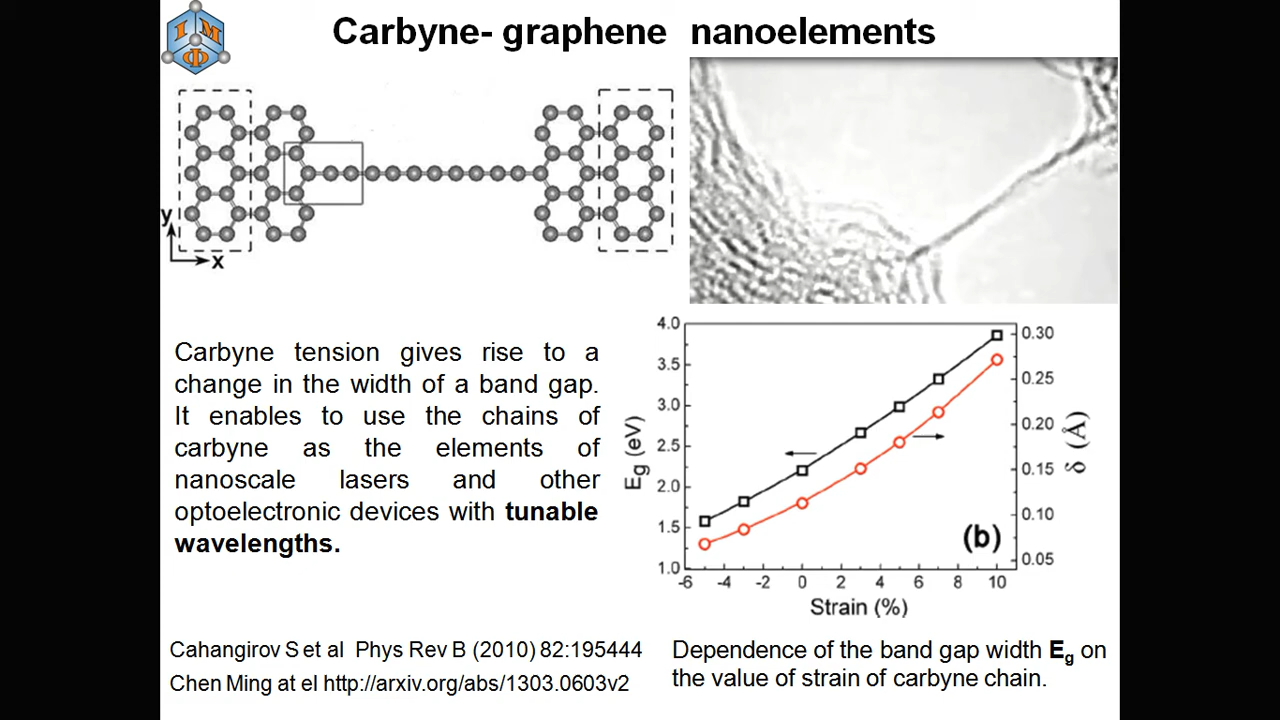 Carbyne- graphene nanoelements
І М
Ф
y
x
Carbyne tension gives rise to a
change in the width of a band gap.
It enables to use the chains of
carbyne as the elements of
nanoscale lasers and other
optoelectronic devices with tunable
wavelengths.
4.0
3.5
3.0
2.5
2.0
1.5
1.0
Eg (eV)
0.30
0.25
0.20
0.15
0.10
0.05
δ (Å)
(b)
-6 -4 -2 0 2 4 6 8 10
Strain (%)
Cahangirov S et al Phys Rev B (2010) 82:195444
Chen Ming at el http://arxiv.org/abs/1303.0603v2
Dependence of the band gap width Eg on
the value of strain of carbyne chain.